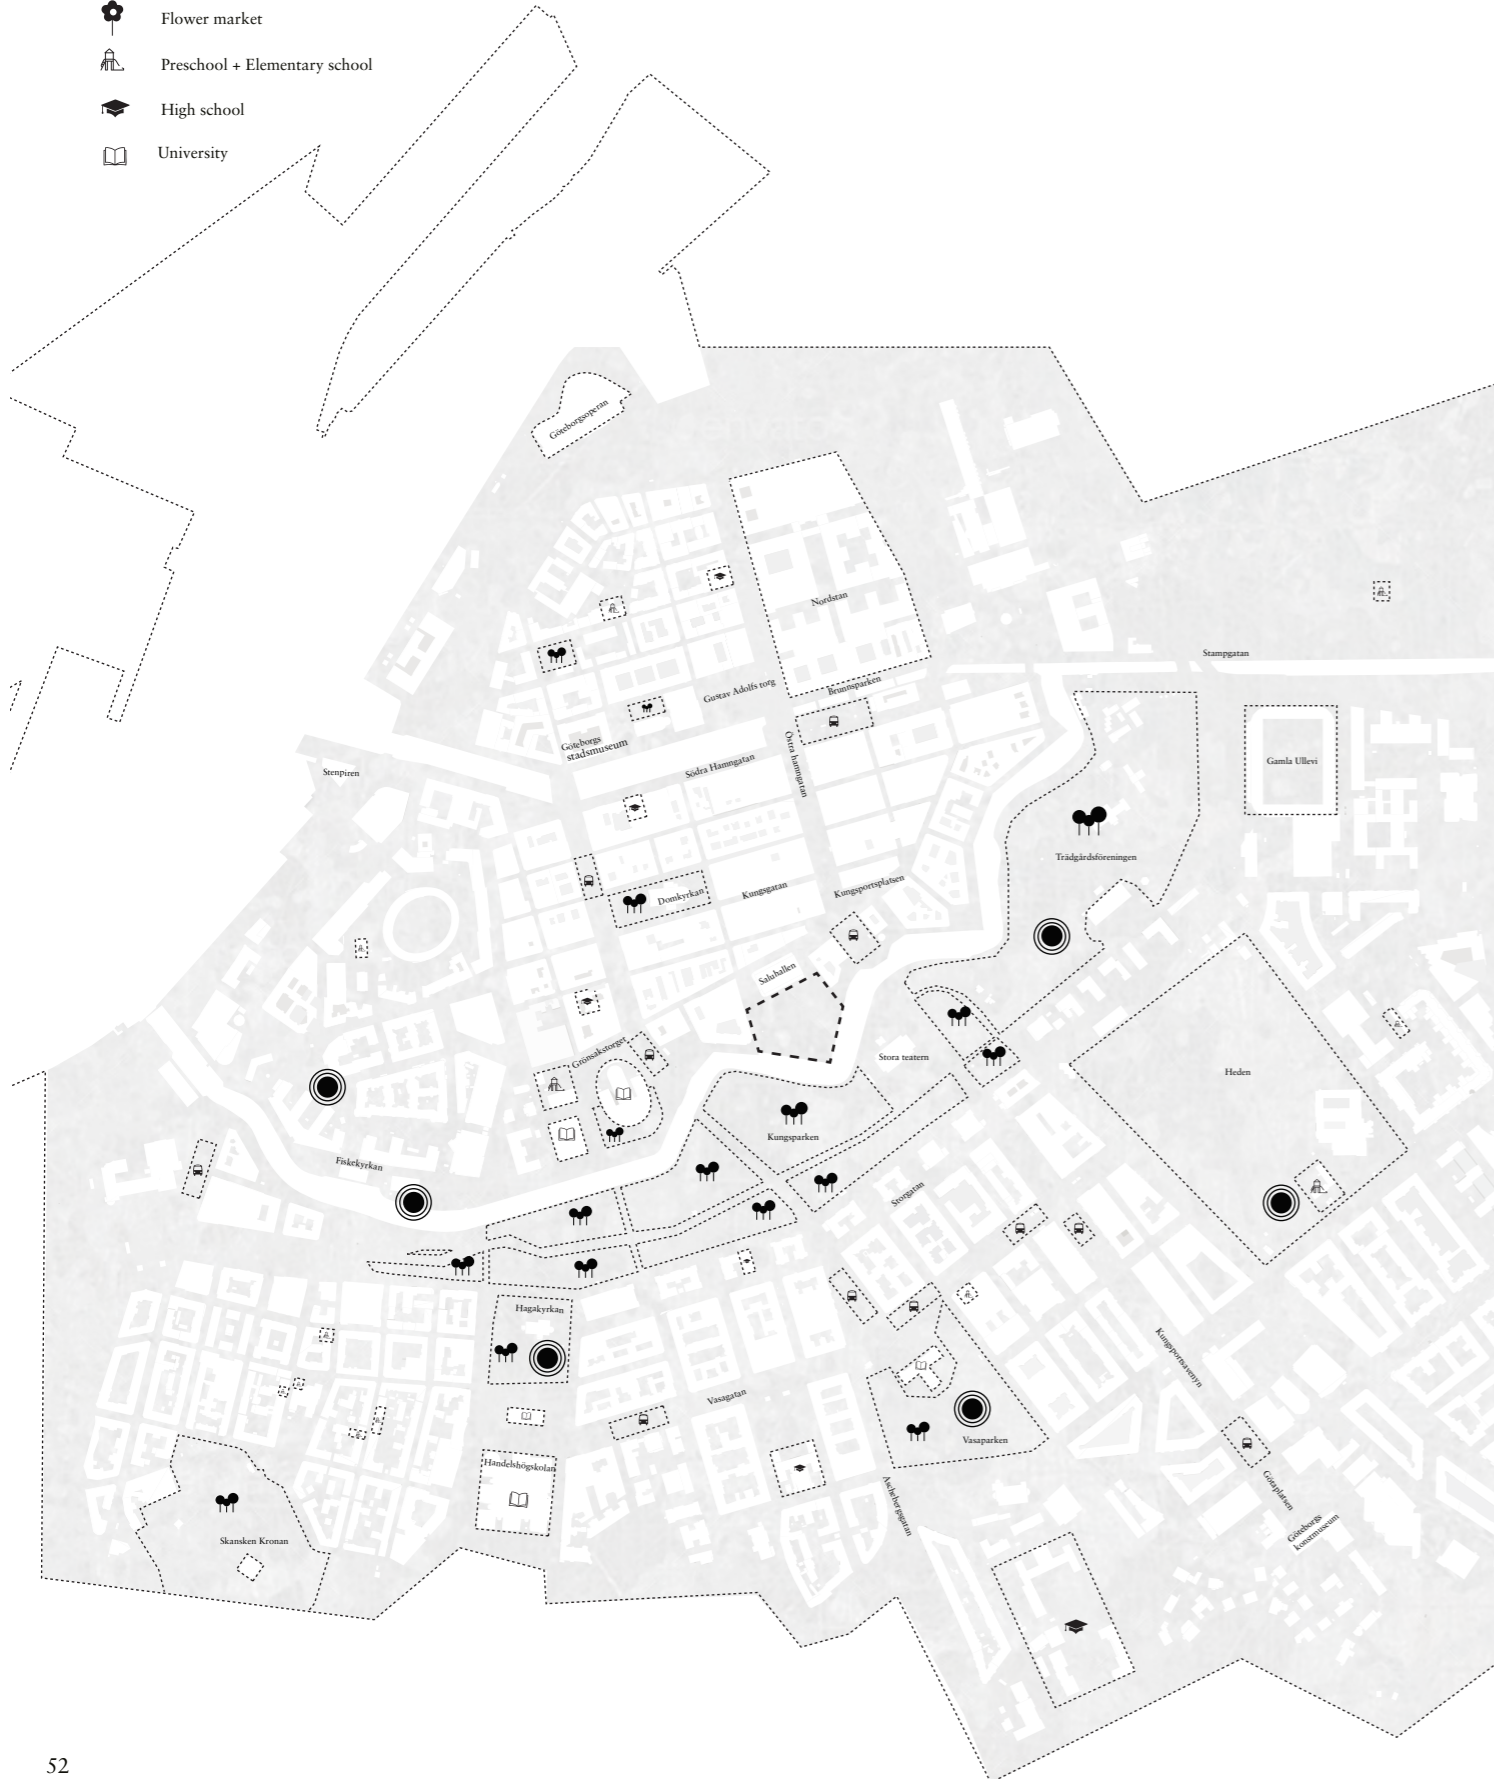 Flower market
Preschool + Elementary school
High school
University
Göteborgsoperan
Nordstan
Stampgatan
Gustav Adolfs torg
Brunnsparken
Göteborgs
stadsmuseum
Östra hamngatan
Södra Hamngatan
Stenpiren
Gamla Ullevi
Trädgårdsföreningen
Domkyrkan
Kungsgatan
Kungsportsplatsen
Saluhallen
Grönsakstorget
Stora teatern
Heden
Kungsparken
Fiskekyrkan
Storgatan
Hagakyrkan
Kungsportsavenyn
Vasagatan
Vasaparken
Handelshögskolan
Aschebergsgatan
Götaplatsen
Göteborgs
konstmuseum
Skansken Kronan
52